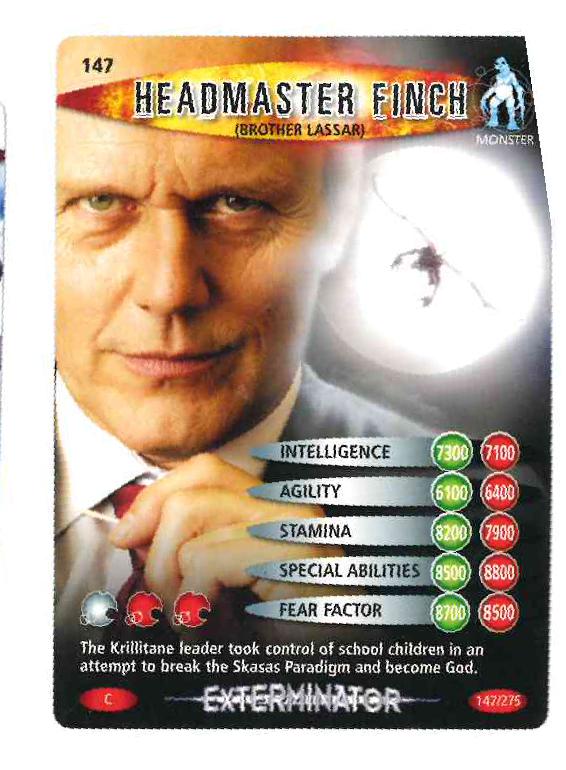 147
HEADMASTER FINCH
(BROTHER LASSAR)
MONSTER
INTELLIGENCE 7300 7100
AGILITY 6100 6400
STAMINA 8200 7900
SPECIAL ABILITIES 8500 8800
FEAR FACTOR 8700 8500
The Krillitane leader took control of school children in an
attempt to break the Skasas Paradigm and become God.
C EXTERMINATOR 147/275